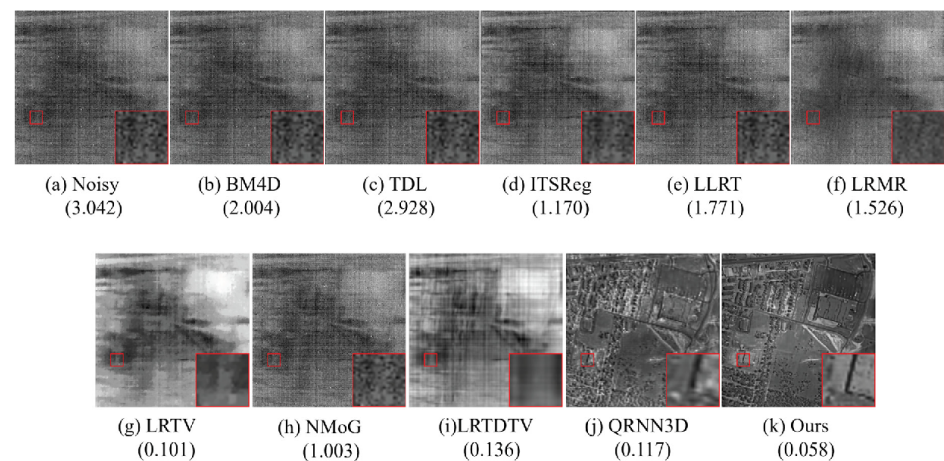 (a) Noisy (b) BM4D (c) TDL (d) ITSReg (e) LLRT (f) LRMR
(3.042) (2.004) (2.928) (1.170) (1.771) (1.526)
(g) LRTV (h) NMoG (i)LRTDTV (j) QRNN3D (k) Ours
(0.101) (1.003) (0.136) (0.117) (0.058)